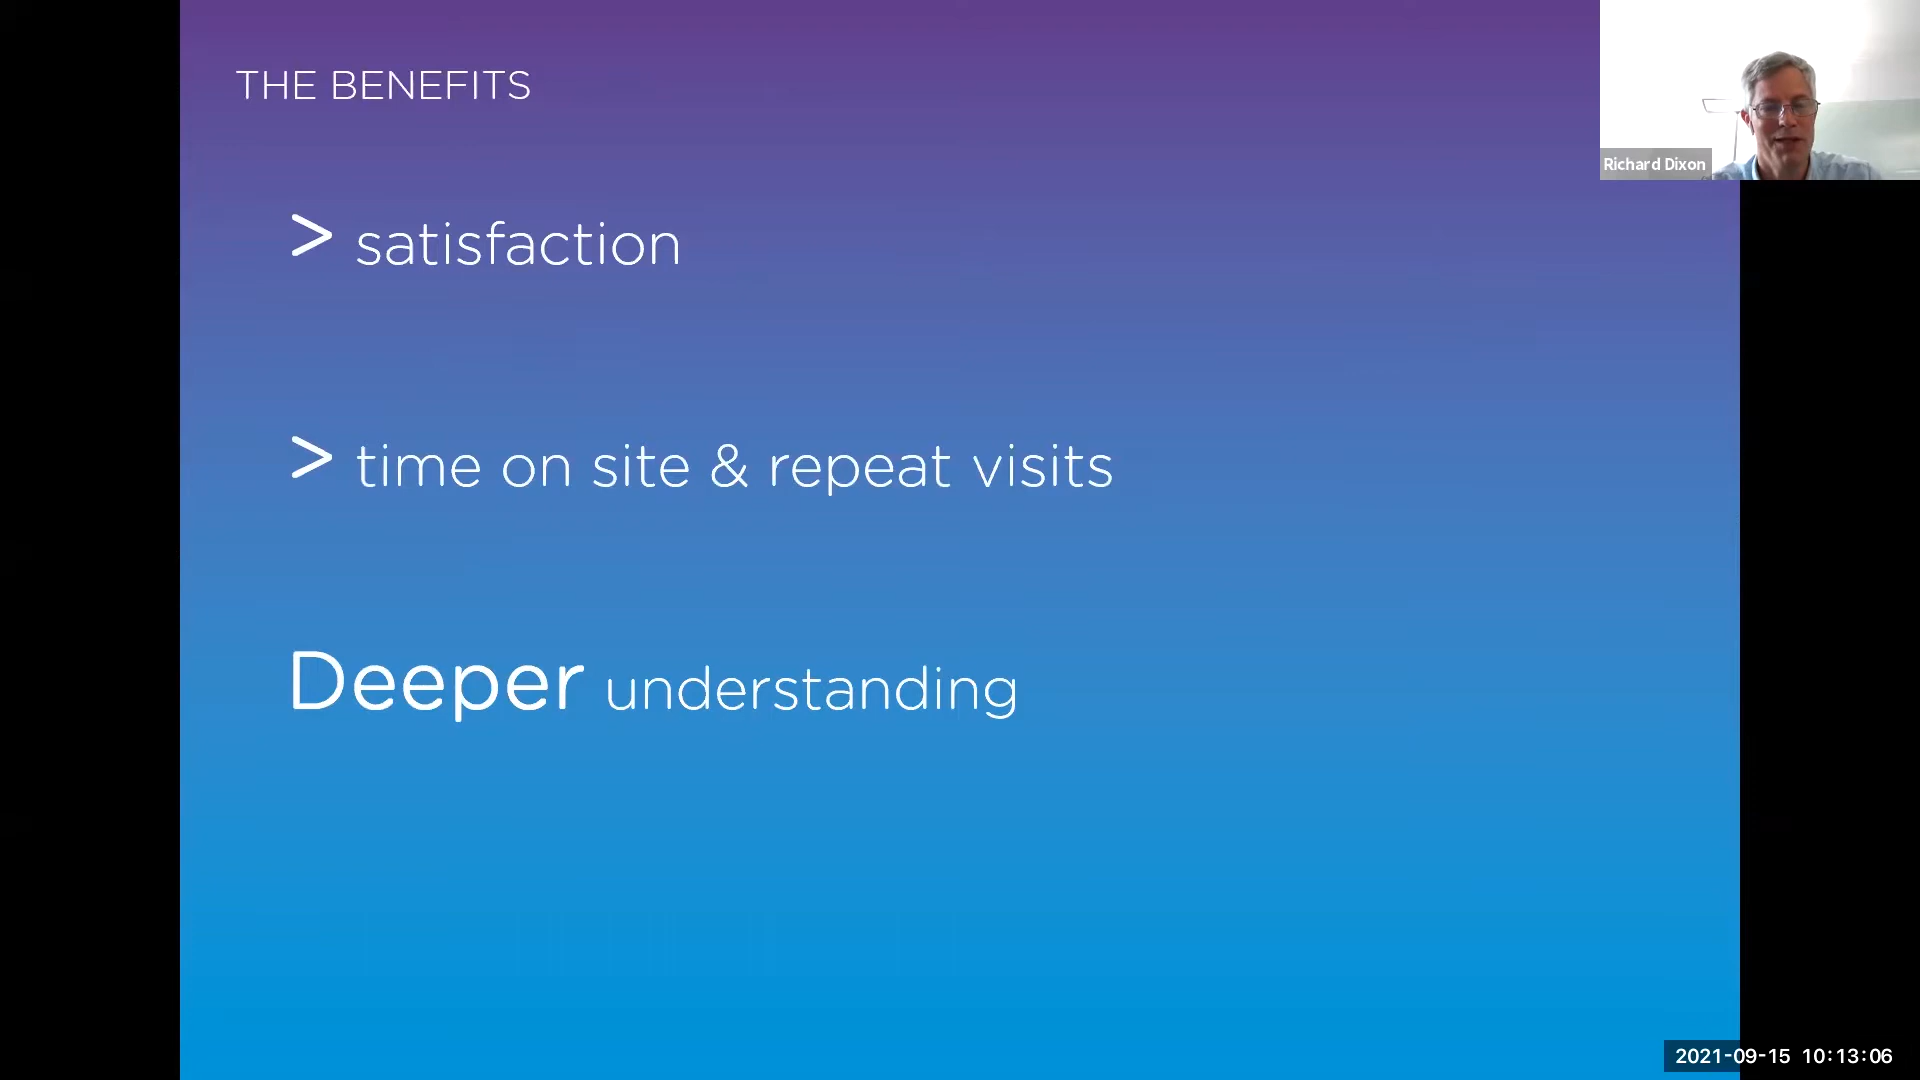 THE BENEFITS
Richard Dixon
> satisfaction
> time on site & repeat visits
Deeper understanding
2021-09-15 10:13:06